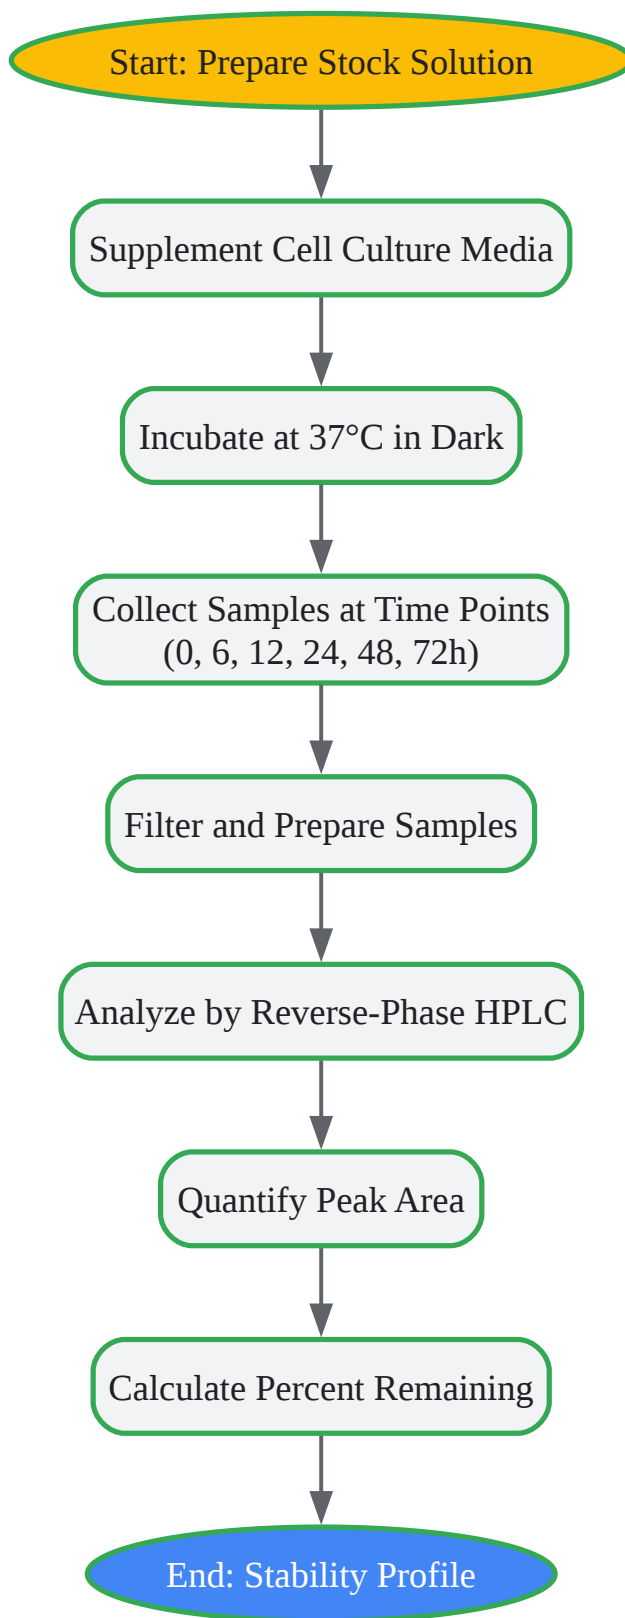 Start: Prepare Stock Solution
Supplement Cell Culture Media
Incubate at 37°C in Dark
Collect Samples at Time Points
(0, 6, 12, 24, 48, 72h)
Filter and Prepare Samples
Analyze by Reverse-Phase HPLC
Quantify Peak Area
Calculate Percent Remaining
End: Stability Profile